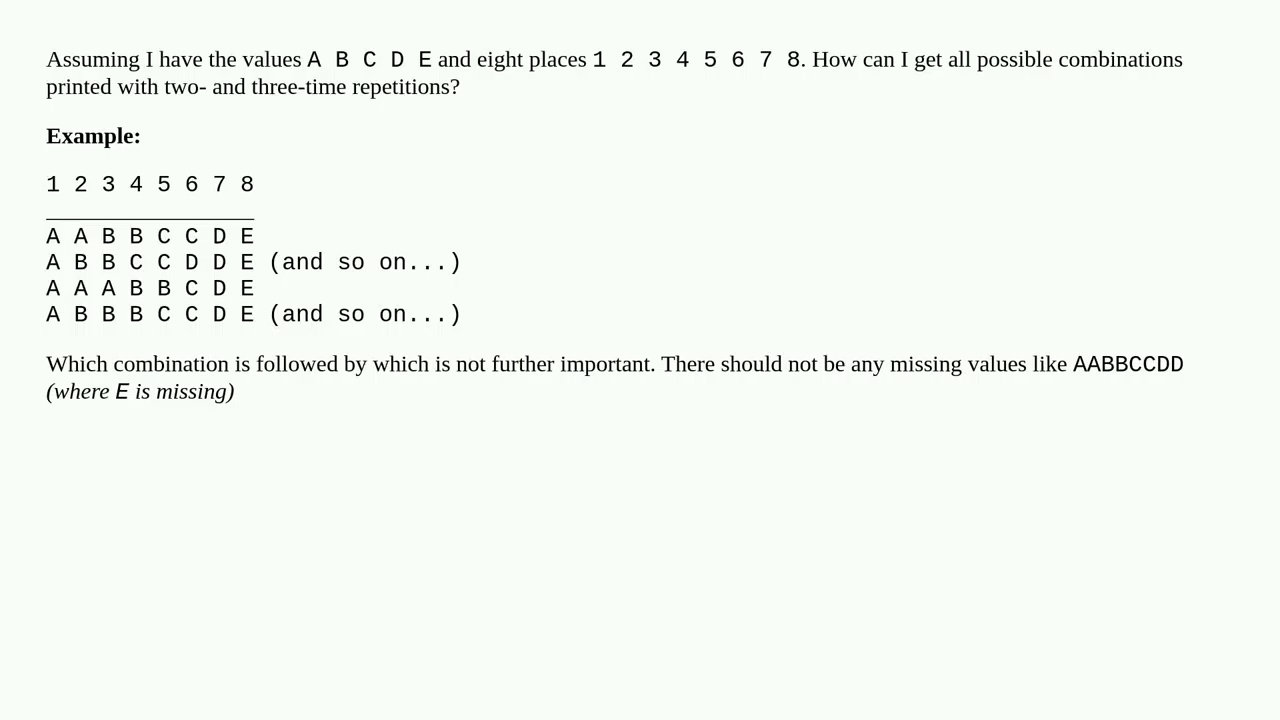 Assuming I have the values A B C D E and eight places 1 2 3 4 5 6 7 8. How can I get all possible combinations
printed with two- and three-time repetitions?
Example:
1 2 3 4 5 6 7 8
_______________
A A B B C C D E
A B B C C D D E (and so on...)
A A A B B C D E
A B B B C C D E (and so on...)
Which combination is followed by which is not further important. There should not be any missing values like AABBCCDD
(where E is missing)